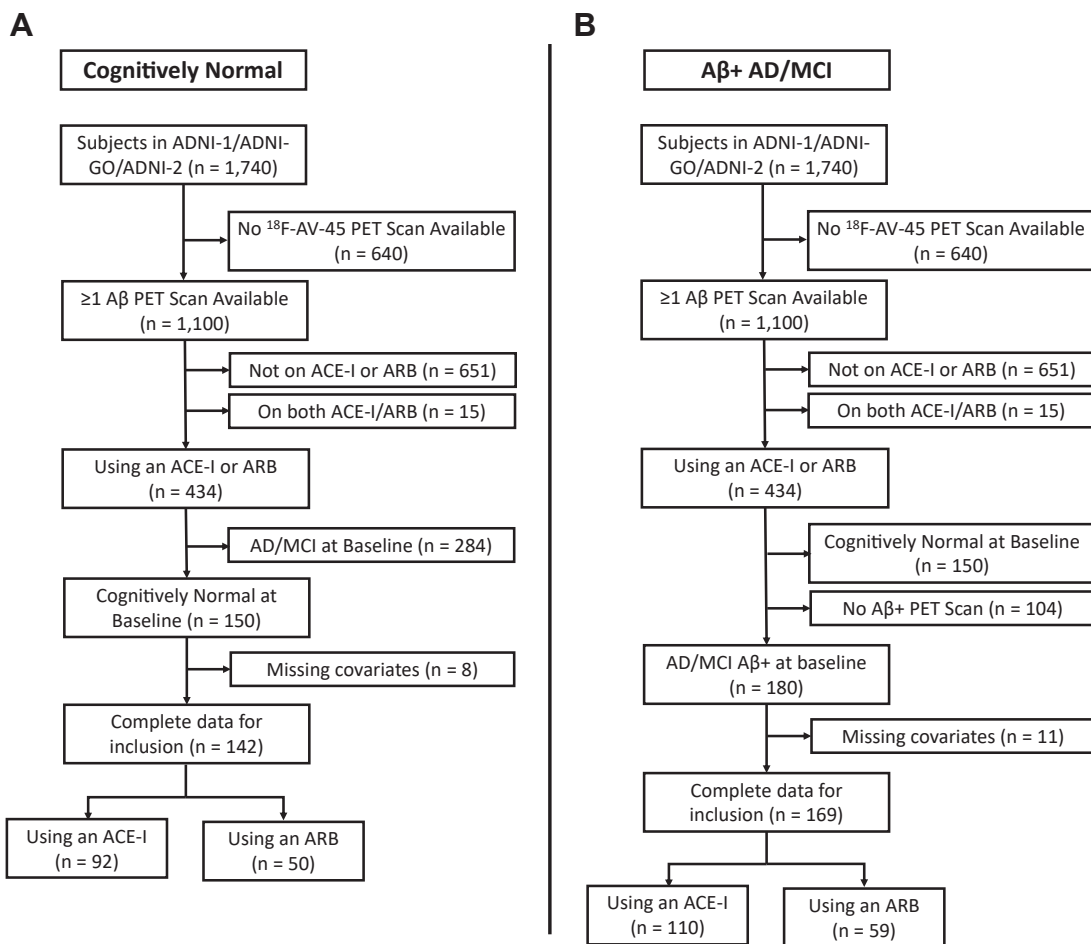 A
Cognitively Normal
Subjects in ADNI-1/ADNI-
GO/ADNI-2 (n = 1,740)
No ¹⁸F-AV-45 PET Scan Available
(n = 640)
≥1 Aβ PET Scan Available
(n = 1,100)
Not on ACE-I or ARB (n = 651)
On both ACE-I/ARB (n = 15)
Using an ACE-I or ARB
(n = 434)
AD/MCI at Baseline (n = 284)
Cognitively Normal at
Baseline (n = 150)
Missing covariates (n = 8)
Complete data for
inclusion (n = 142)
Using an ACE-I
(n = 92)
Using an ARB
(n = 50)
B
Aβ+ AD/MCI
Subjects in ADNI-1/ADNI-
GO/ADNI-2 (n = 1,740)
No ¹⁸F-AV-45 PET Scan Available
(n = 640)
≥1 Aβ PET Scan Available
(n = 1,100)
Not on ACE-I or ARB (n = 651)
On both ACE-I/ARB (n = 15)
Using an ACE-I or ARB
(n = 434)
Cognitively Normal at Baseline
(n = 150)
No Aβ+ PET Scan (n = 104)
AD/MCI Aβ+ at baseline
(n = 180)
Missing covariates (n = 11)
Complete data for
inclusion (n = 169)
Using an ACE-I
(n = 110)
Using an ARB
(n = 59)